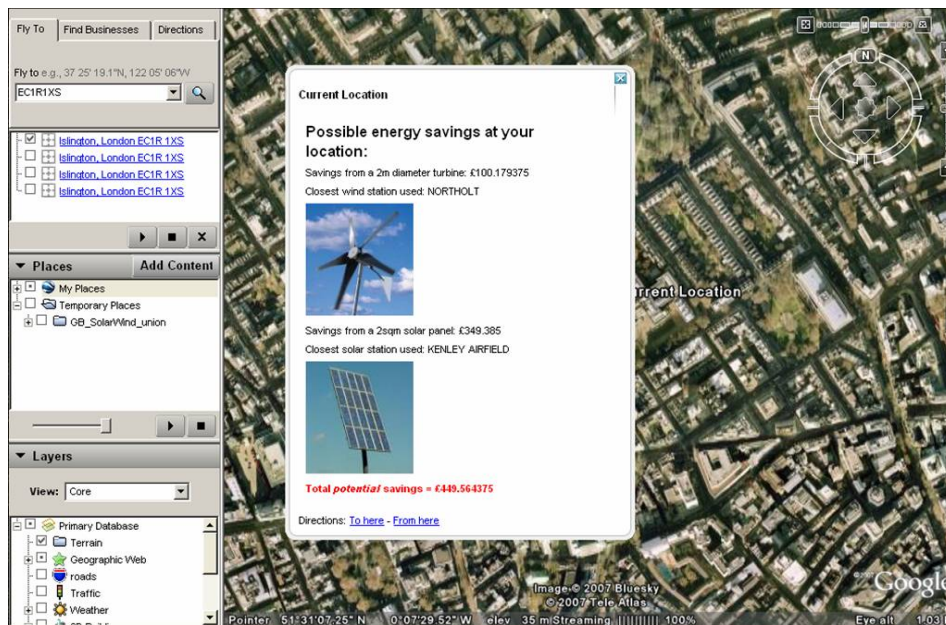 Fly To
Find Businesses
Directions
Fly to e.g., 37 25' 19.1"N, 122 05' 06"W
EC1R1XS
Islington, London EC1R 1XS
Islington, London EC1R 1XS
Islington, London EC1R 1XS
Islington, London EC1R 1XS
Places
Add Content
My Places
Temporary Places
GB_SolarWind_union
Layers
View: Core
Primary Database
Terrain
Geographic Web
roads
Traffic
Weather
Current Location
Possible energy savings at your
location:
Savings from a 2m diameter turbine: £100.179375
Closest wind station used: NORTHOLT
Savings from a 2sqm solar panel: £349.385
Closest solar station used: KENLEY AIRFIELD
Total potential savings = £449.564375
Directions: To here - From here
N
rrent Location
Image © 2007 Bluesky
© 2007 Tele Atlas
Google
Pointer 51°31'07.25" N 0°07'29.52" W elev 35 m Streaming |||||||||| 100% Eye alt 1.03